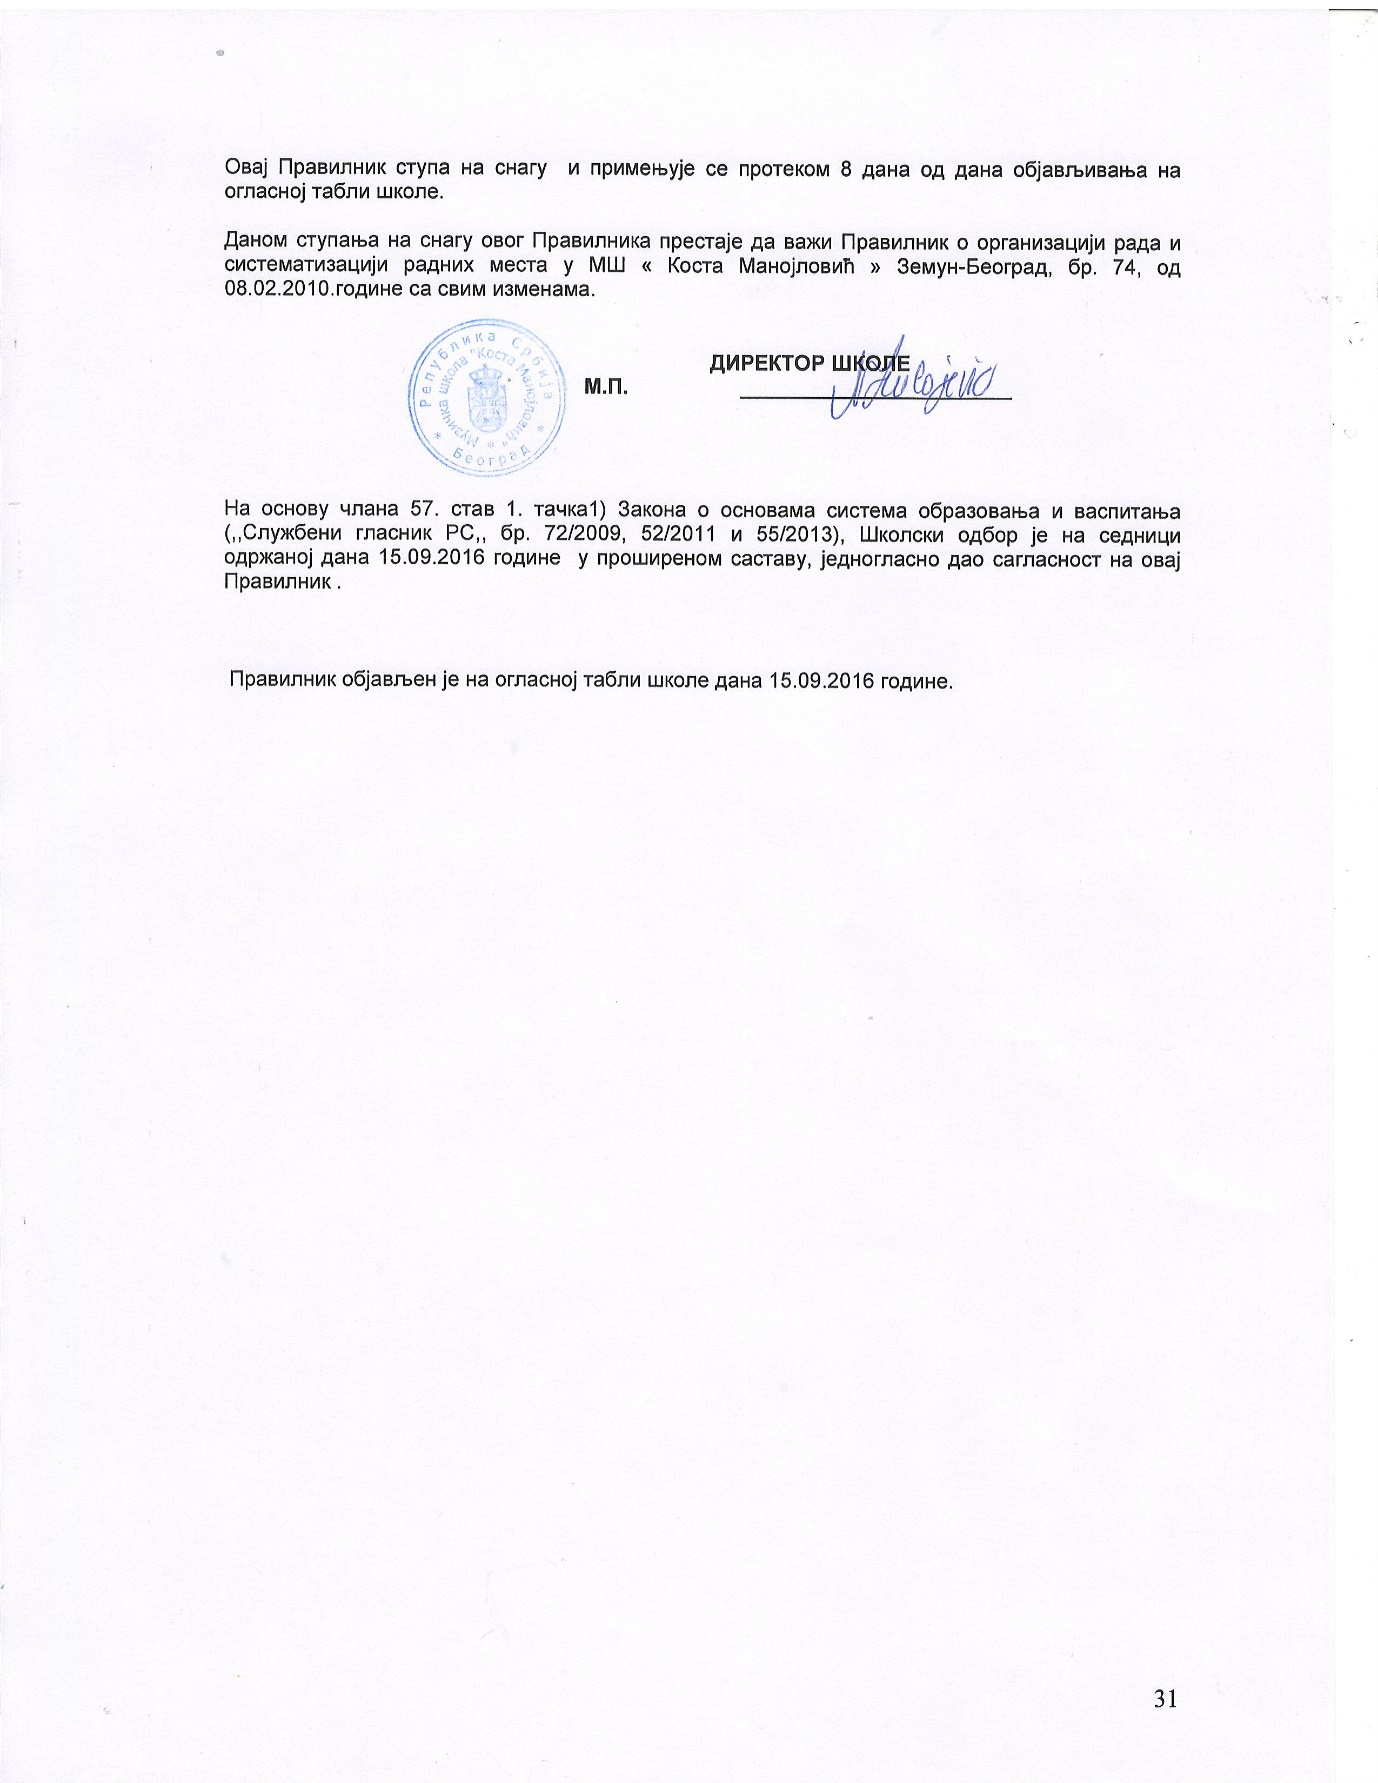 Овај Правилник ступа на снагу и примењује се протеком 8 дана од дана објављивања на
огласној табли школе.
Даном ступања на снагу овог Правилника престаје да важи Правилник о организацији рада и
систематизацији радних места у МШ « Коста Манојловић » Земун-Београд, бр. 74, од
08.02.2010.године са свим изменама.
Република Србија
Музичка школа "Коста Манојловић"
Београд
М.П.
ДИРЕКТОР ШКОЛЕ
На основу члана 57. став 1. тачка1) Закона о основама система образовања и васпитања
(,,Службени гласник РС,, бр. 72/2009, 52/2011 и 55/2013), Школски одбор је на седници
одржаној дана 15.09.2016 године у проширеном саставу, једногласно дао сагласност на овај
Правилник .
Правилник објављен је на огласној табли школе дана 15.09.2016 године.
31